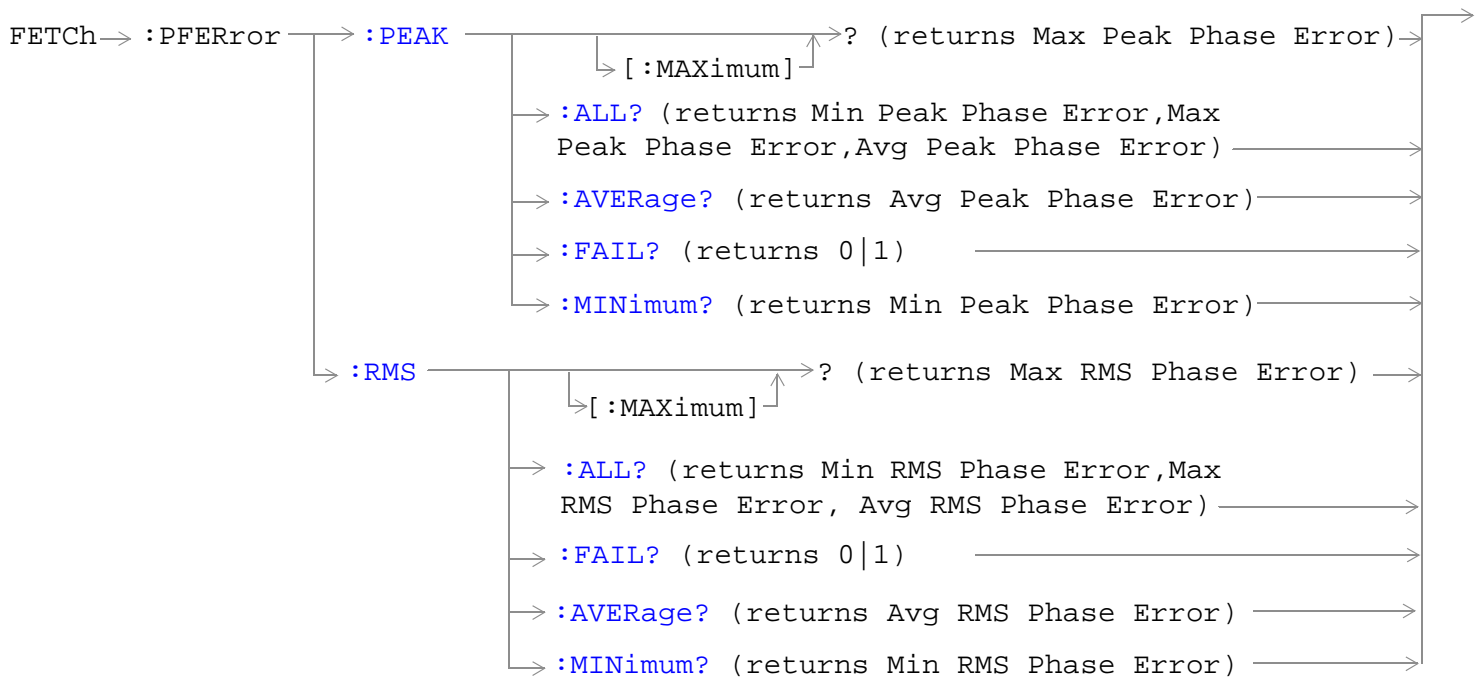 FETCh :PFERror :PEAK ? (returns Max Peak Phase Error)
[:MAXimum]
:ALL? (returns Min Peak Phase Error,Max
Peak Phase Error,Avg Peak Phase Error)
:AVERage? (returns Avg Peak Phase Error)
:FAIL? (returns 0|1)
:MINimum? (returns Min Peak Phase Error)
:RMS ? (returns Max RMS Phase Error)
[:MAXimum]
:ALL? (returns Min RMS Phase Error,Max
RMS Phase Error, Avg RMS Phase Error)
:FAIL? (returns 0|1)
:AVERage? (returns Avg RMS Phase Error)
:MINimum? (returns Min RMS Phase Error)